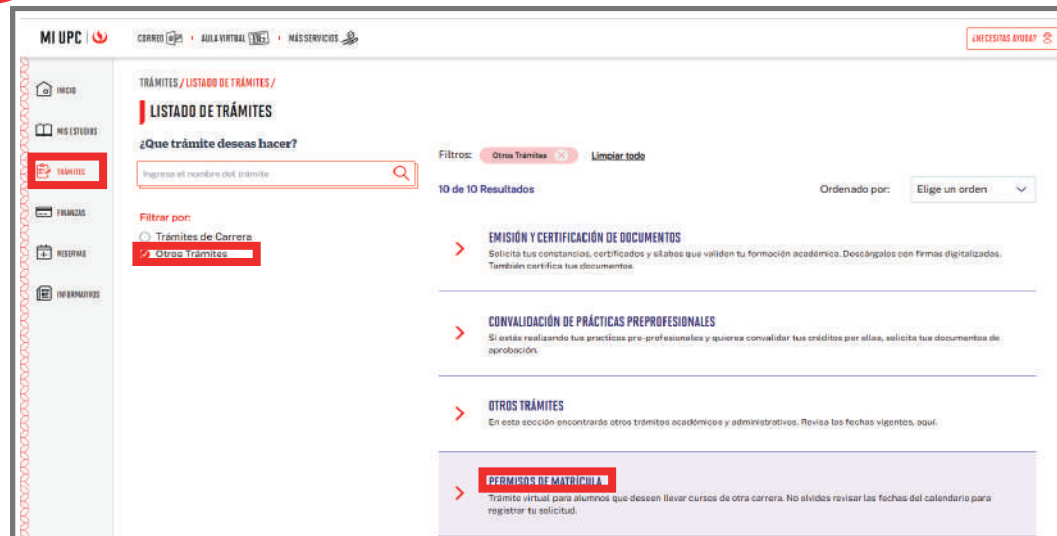 MI UPC
CORREO
AULA VIRTUAL
MÁS SERVICIOS
¿NECESITAS AYUDA?
INICIO
MIS ESTUDIOS
TRÁMITES
FINANZAS
RESERVAS
INFORMATIVOS
TRÁMITES / LISTADO DE TRÁMITES /
LISTADO DE TRÁMITES
¿Que trámite deseas hacer?
Ingresa el nombre del trámite
Filtrar por:
Trámites de Carrera
Otros Trámites
Filtros: Otros Trámites Limpiar todo
10 de 10 Resultados
Ordenado por: Elige un orden
EMISIÓN Y CERTIFICACIÓN DE DOCUMENTOS
Solicita tus constancias, certificados y sílabos que validen tu formación académica. Descárgalos con firmas digitalizadas.
También certifica tus documentos.
CONVALIDACIÓN DE PRÁCTICAS PREPROFESIONALES
Si estás realizando tus practicas pre-profesionales y quieres convalidar tus créditos por ellas, solicita tus documentos de
aprobación.
OTROS TRÁMITES
En esta sección encontrarás otros trámites académicos y administrativos. Revisa las fechas vigentes, aquí.
PERMISOS DE MATRÍCULA
Trámite virtual para alumnos que deseen llevar cursos de otra carrera. No olvides revisar las fechas del calendario para
registrar tu solicitud.